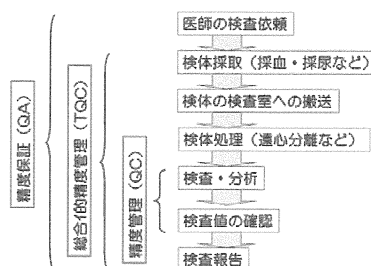 医師の検査依頼
検体採取（採血・採尿など）
検体の検査室への搬送
検体処理（遠心分離など）
検査・分析
検査値の確認
検査報告
精度保証（QA）
総合的精度管理（TQC）
精度管理（QC）